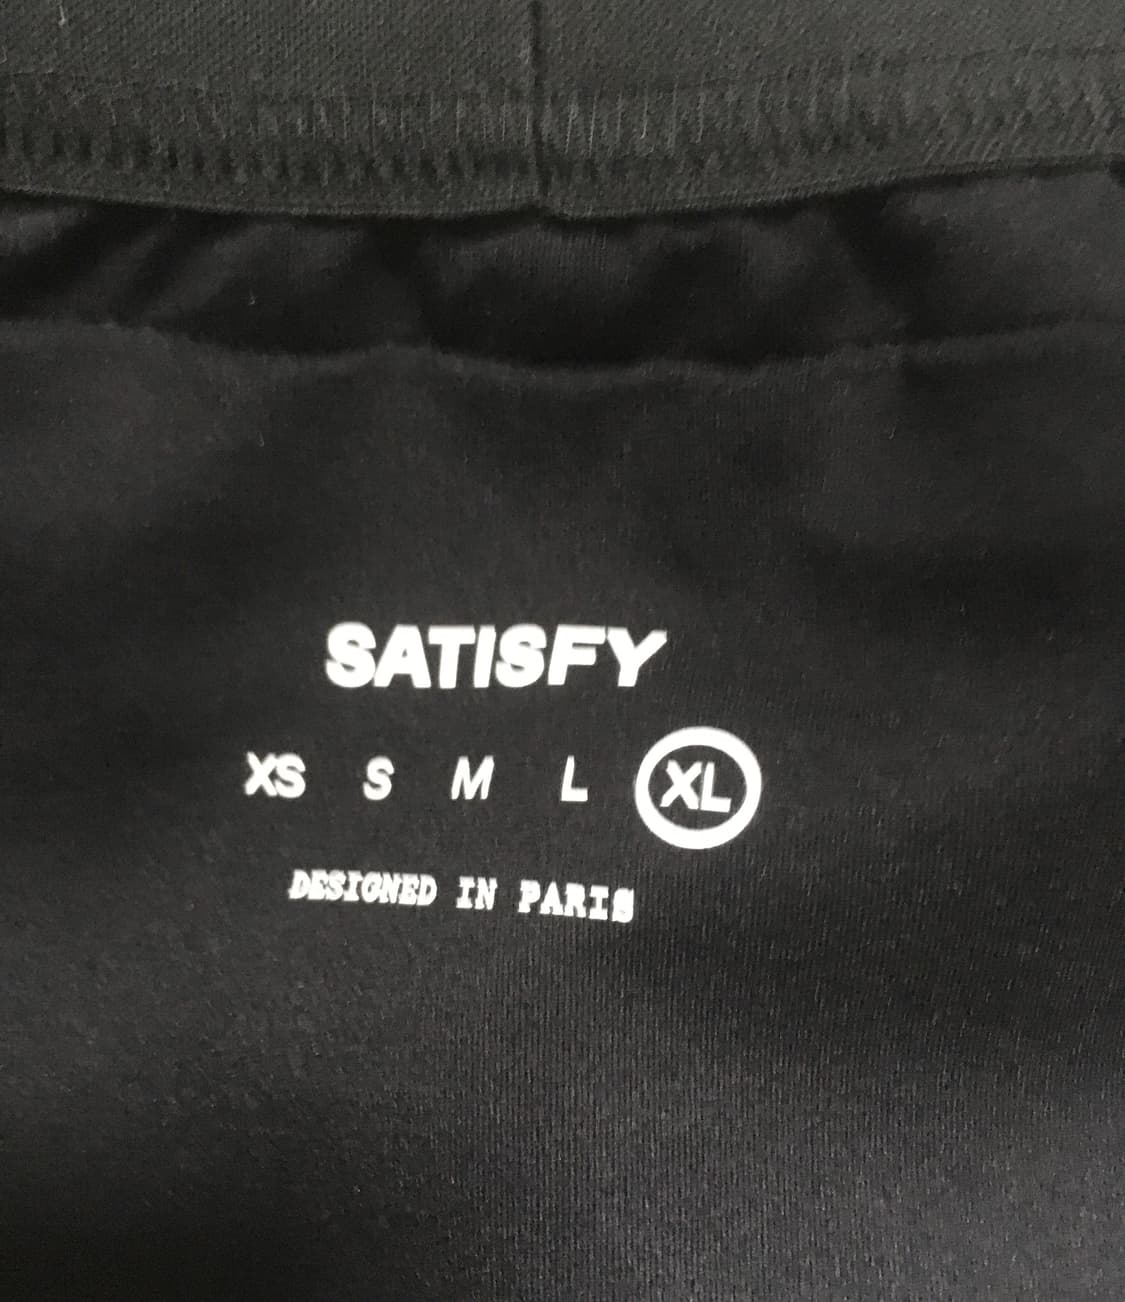 SATISFY
XS S M L XL
DESIGNED IN PARIS